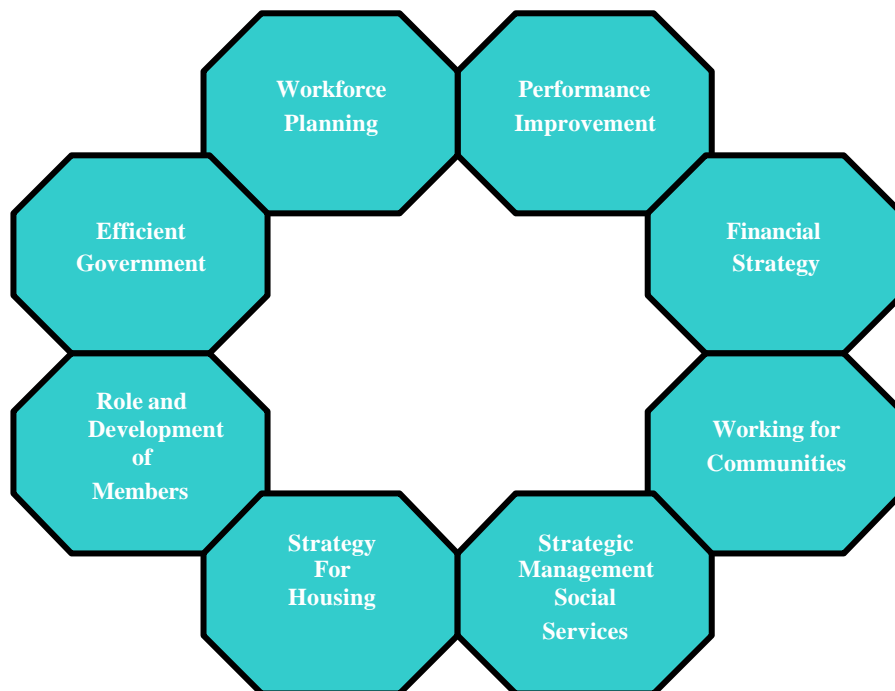 Workforce
Planning
Performance
Improvement
Efficient
Government
Financial
Strategy
Role and
Development
of
Members
Working for
Communities
Strategy
For
Housing
Strategic
Management
Social
Services